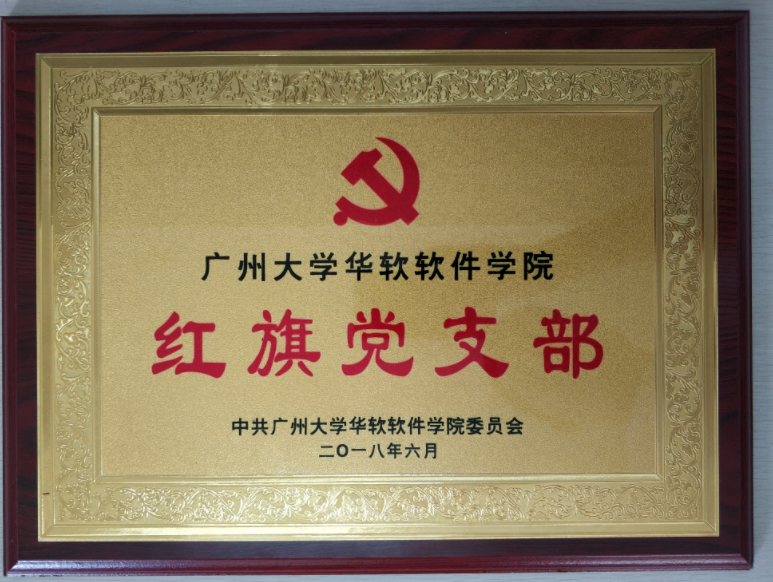 广州大学华软软件学院
红旗党支部
中共广州大学华软软件学院委员会
二O一八年六月